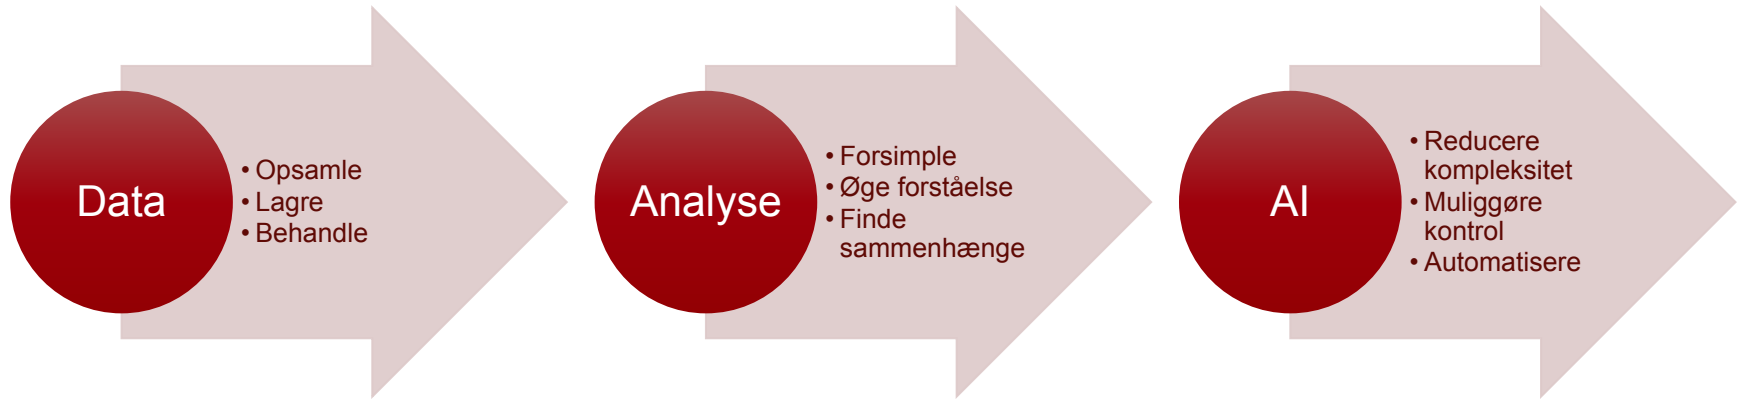 Data
• Opsamle
• Lagre
• Behandle
Analyse
• Forsimple
• Øge forståelse
• Finde
sammenhænge
AI
• Reducere
kompleksitet
• Muliggøre
kontrol
• Automatisere